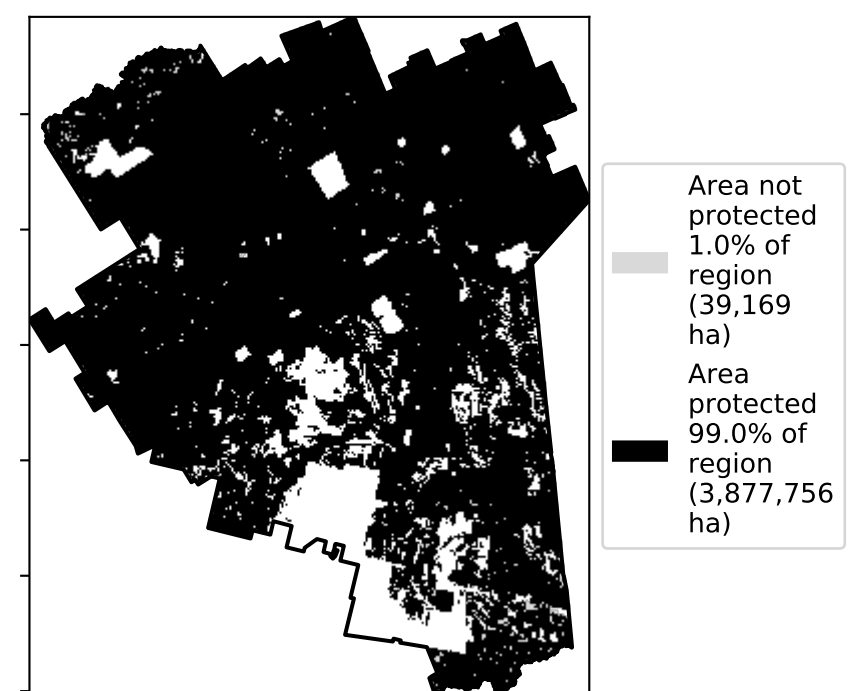 Area not
protected
1.0% of
region
(39,169
ha)
Area
protected
99.0% of
region
(3,877,756
ha)